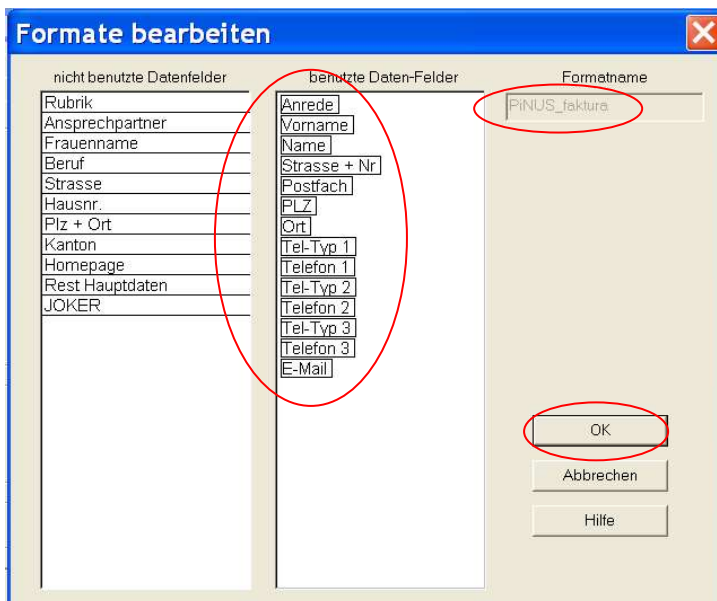 Formate bearbeiten
nicht benutzte Datenfelder
Rubrik
Ansprechpartner
Frauenname
Beruf
Strasse
Hausnr.
Plz + Ort
Kanton
Homepage
Rest Hauptdaten
JOKER
benutzte Daten-Felder
Anrede
Vorname
Name
Strasse + Nr
Postfach
PLZ
Ort
Tel-Typ 1
Telefon 1
Tel-Typ 2
Telefon 2
Tel-Typ 3
Telefon 3
E-Mail
Formatname
PiNUS_faktura
OK
Abbrechen
Hilfe